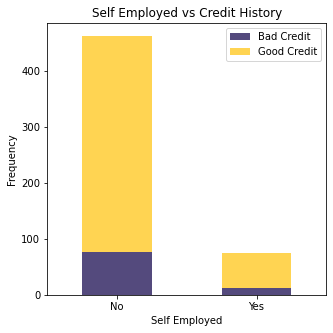 Self Employed vs Credit History
Bad Credit
Good Credit
Frequency
400
300
200
100
0
No
Yes
Self Employed